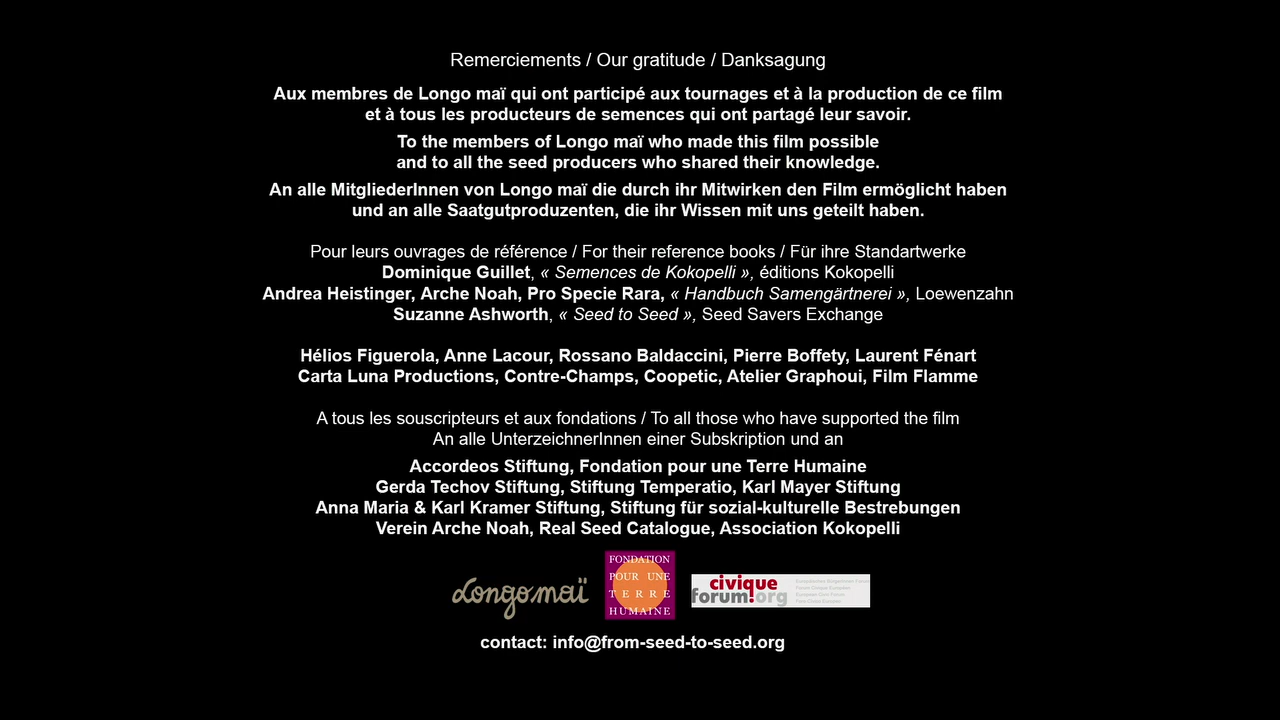 Remerciements / Our gratitude / Danksagung
Aux membres de Longo maï qui ont participé aux tournages et à la production de ce film
et à tous les producteurs de semences qui ont partagé leur savoir.
To the members of Longo maï who made this film possible
and to all the seed producers who shared their knowledge.
An alle MitgliederInnen von Longo maï die durch ihr Mitwirken den Film ermöglicht haben
und an alle Saatgutproduzenten, die ihr Wissen mit uns geteilt haben.
Pour leurs ouvrages de référence / For their reference books / Für ihre Standartwerke
Dominique Guillet, « Semences de Kokopelli », éditions Kokopelli
Andrea Heistinger, Arche Noah, Pro Specie Rara, « Handbuch Samengärtnerei », Loewenzahn
Suzanne Ashworth, « Seed to Seed », Seed Savers Exchange
Hélios Figuerola, Anne Lacour, Rossano Baldaccini, Pierre Boffety, Laurent Fénart
Carta Luna Productions, Contre-Champs, Coopetic, Atelier Graphoui, Film Flamme
A tous les souscripteurs et aux fondations / To all those who have supported the film
An alle UnterzeichnerInnen einer Subskription und an
Accordeos Stiftung, Fondation pour une Terre Humaine
Gerda Techov Stiftung, Stiftung Temperatio, Karl Mayer Stiftung
Anna Maria & Karl Kramer Stiftung, Stiftung für sozial-kulturelle Bestrebungen
Verein Arche Noah, Real Seed Catalogue, Association Kokopelli
Longo maï
FONDATION
POUR UNE
TERRE
HUMAINE
civique
forum!org
contact: info@from-seed-to-seed.org